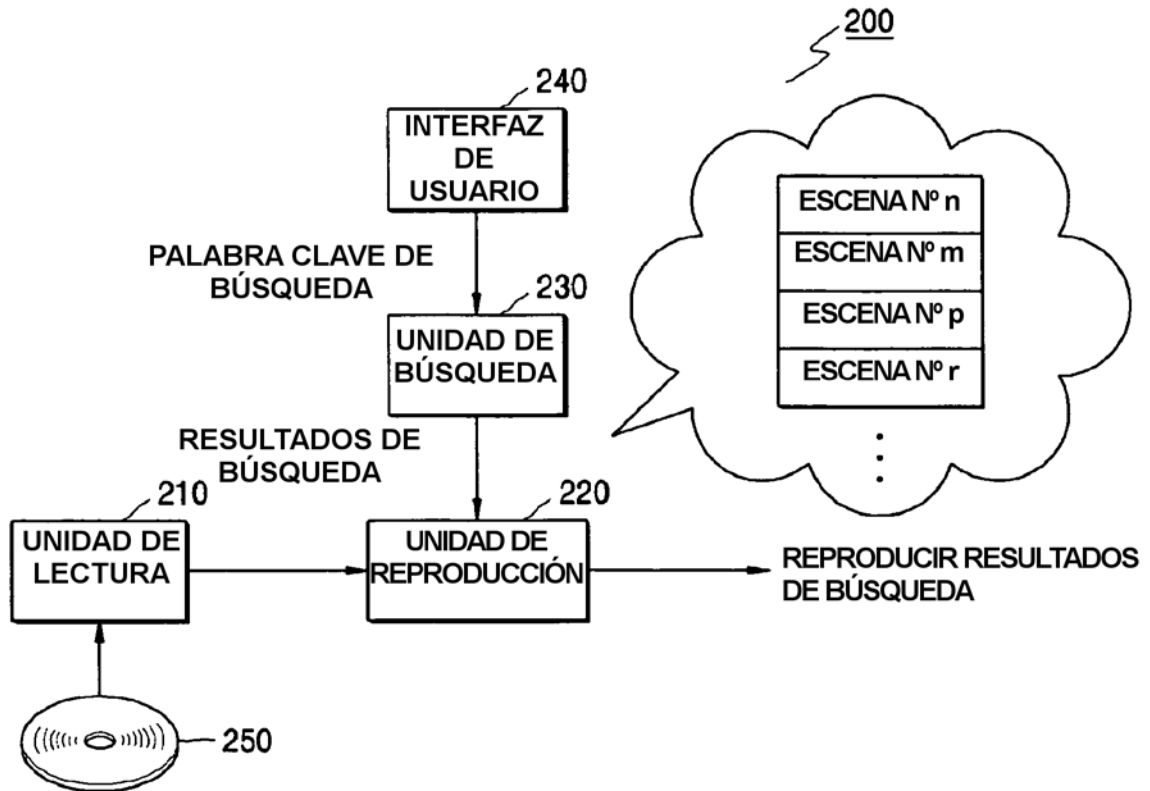 200
240
INTERFAZ
DE
USUARIO
PALABRA CLAVE DE
BÚSQUEDA
230
UNIDAD DE
BÚSQUEDA
ESCENA Nº n
ESCENA Nº m
ESCENA Nº p
ESCENA Nº r
RESULTADOS DE
BÚSQUEDA
210
UNIDAD DE
LECTURA
220
UNIDAD DE
REPRODUCCIÓN
REPRODUCIR RESULTADOS
DE BÚSQUEDA
250